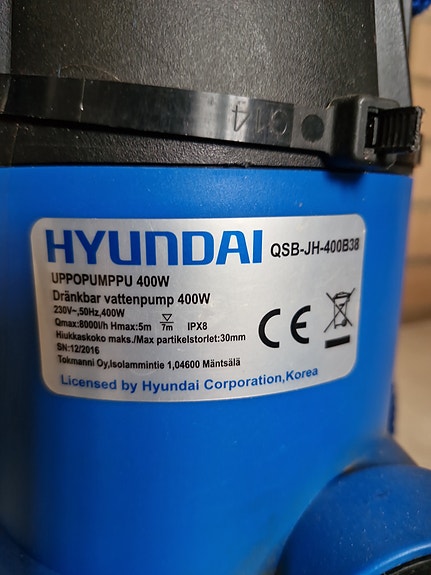 HYUNDAI QSB-JH-400B38
UPPOPUMPPU 400W
Dränkbar vattenpump 400W
230V~,50Hz,400W
Qmax:8000l/h Hmax:5m 7m IPX8
Hiukkaskoko maks./Max partikelstorlet:30mm
SN:12/2016
Tokmanni Oy,Isolammintie 1,04600 Mäntsälä
CE
Licensed by Hyundai Corporation,Korea